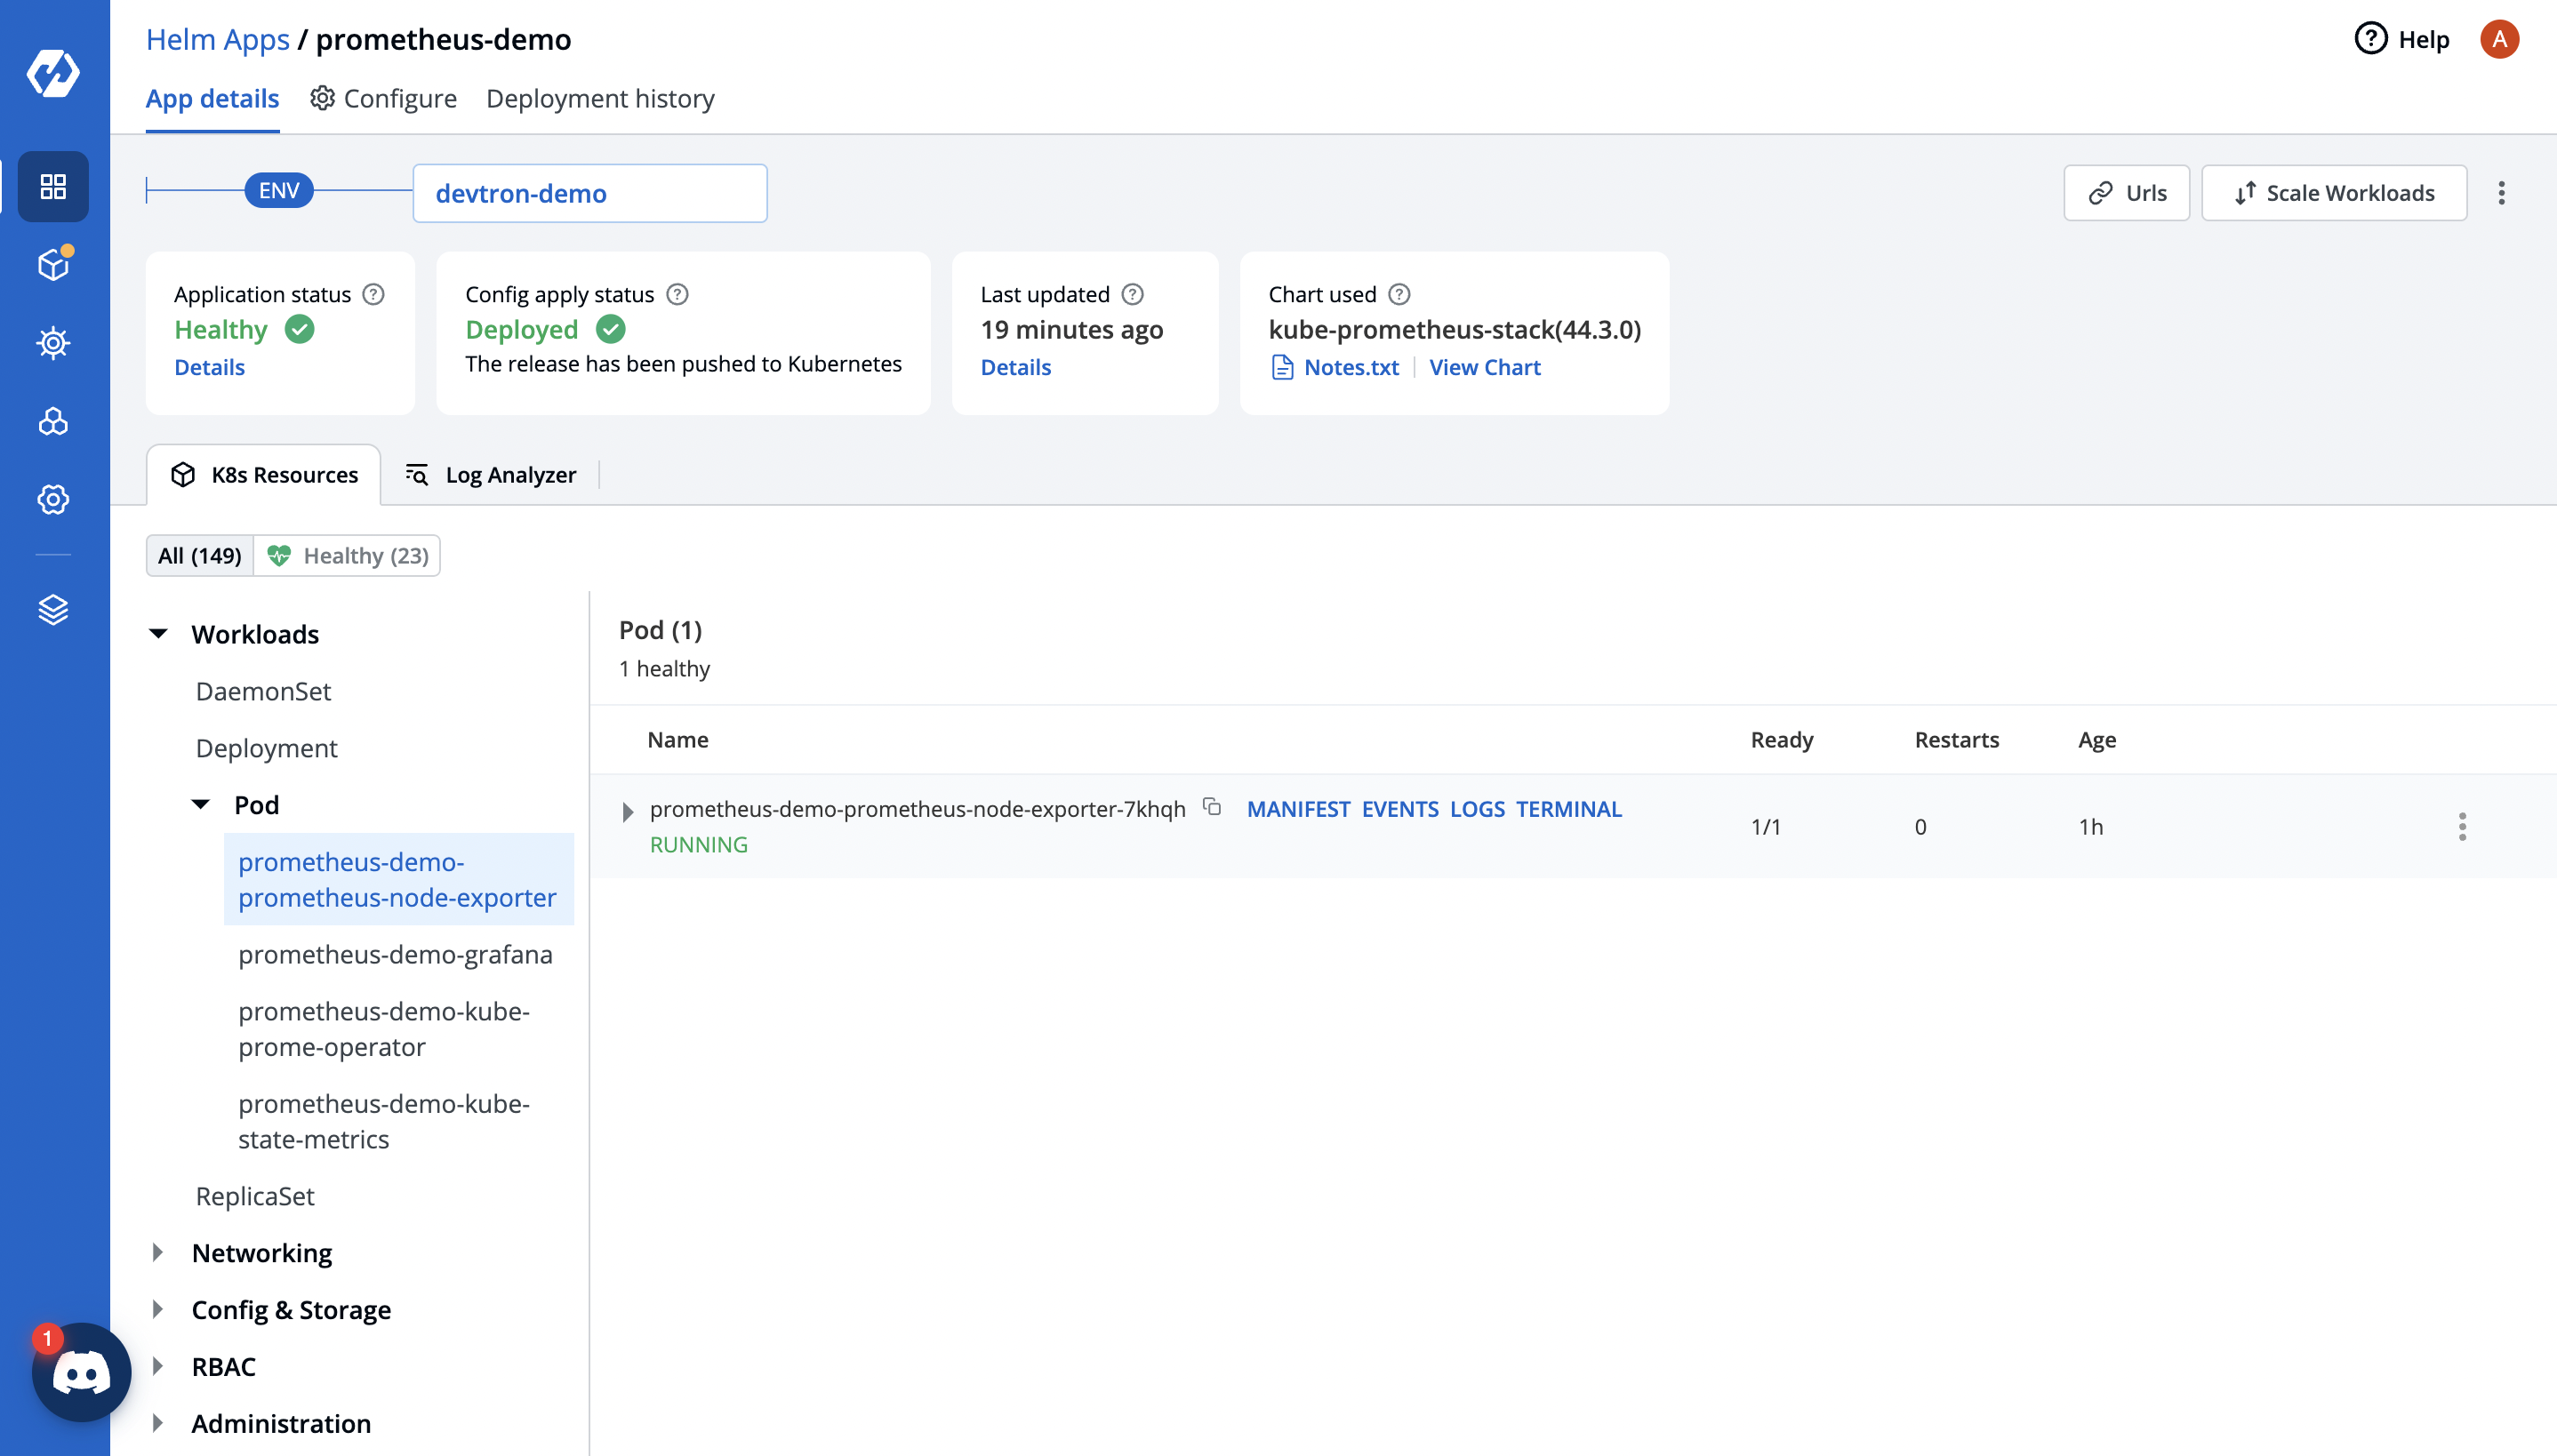 Helm Apps / prometheus-demo
Help
A
App details
Configure
Deployment history
ENV
devtron-demo
Urls
Scale Workloads
Application status
Healthy
Details
Config apply status
Deployed
The release has been pushed to Kubernetes
Last updated
19 minutes ago
Details
Chart used
kube-prometheus-stack(44.3.0)
Notes.txt
View Chart
K8s Resources
Log Analyzer
All (149)
Healthy (23)
Workloads
DaemonSet
Deployment
Pod
prometheus-demo-
prometheus-node-exporter
prometheus-demo-grafana
prometheus-demo-kube-
prome-operator
prometheus-demo-kube-
state-metrics
ReplicaSet
Networking
Config & Storage
RBAC
Administration
1
Pod (1)
1 healthy
Name Ready Restarts Age
prometheus-demo-prometheus-node-exporter-7khqh MANIFEST EVENTS LOGS TERMINAL
RUNNING
1/1 0 1h